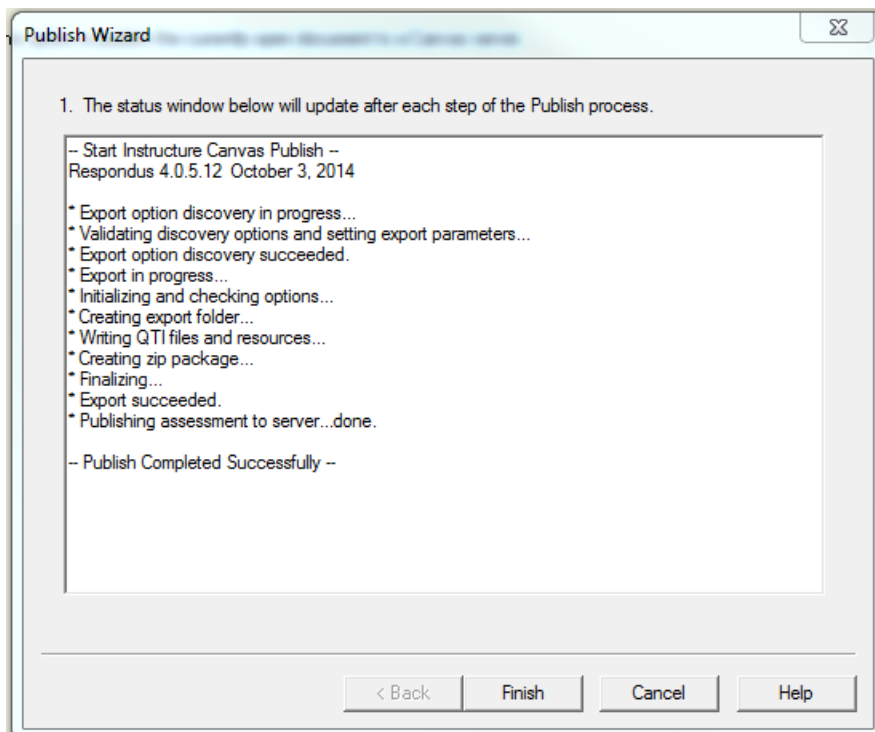 Publish Wizard
1. The status window below will update after each step of the Publish process.
-- Start Instructure Canvas Publish --
Respondus 4.0.5.12 October 3, 2014
* Export option discovery in progress...
* Validating discovery options and setting export parameters...
* Export option discovery succeeded.
* Export in progress...
* Initializing and checking options...
* Creating export folder...
* Writing QTI files and resources...
* Creating zip package...
* Finalizing...
* Export succeeded.
* Publishing assessment to server...done.
-- Publish Completed Successfully --
< Back Finish Cancel Help